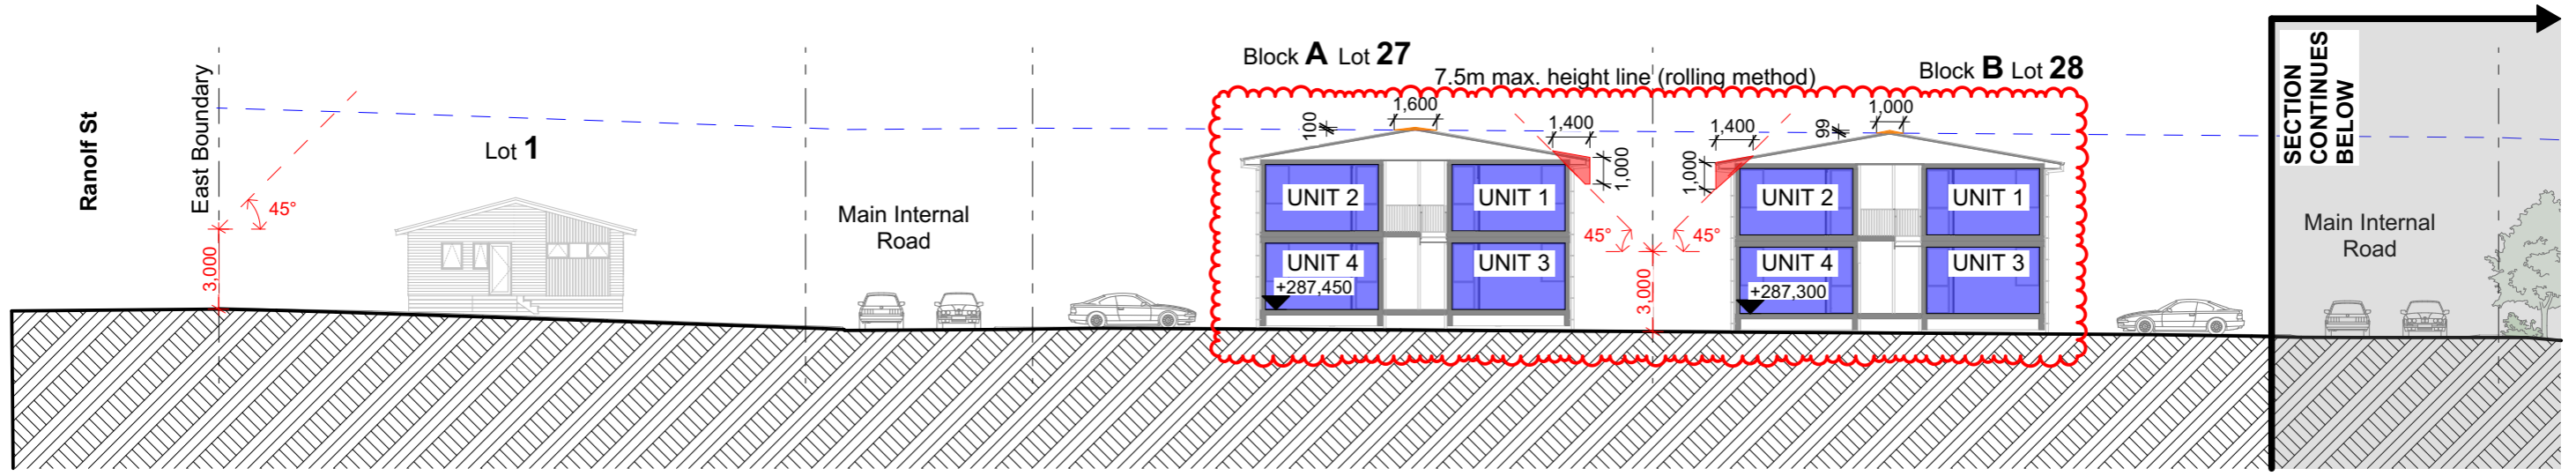 Ranolf St
East Boundary
3,000
45°
Lot 1
Main Internal
Road
Block A Lot 27
7.5m max. height line (rolling method)
Block B Lot 28
100
1,600
1,400
1,000
UNIT 2
UNIT 1
UNIT 4
UNIT 3
+287,450
45°
45°
3,000
1,400
1,000
99
1,000
UNIT 2
UNIT 1
UNIT 4
UNIT 3
+287,300
SECTION
CONTINUES
BELOW
Main Internal
Road